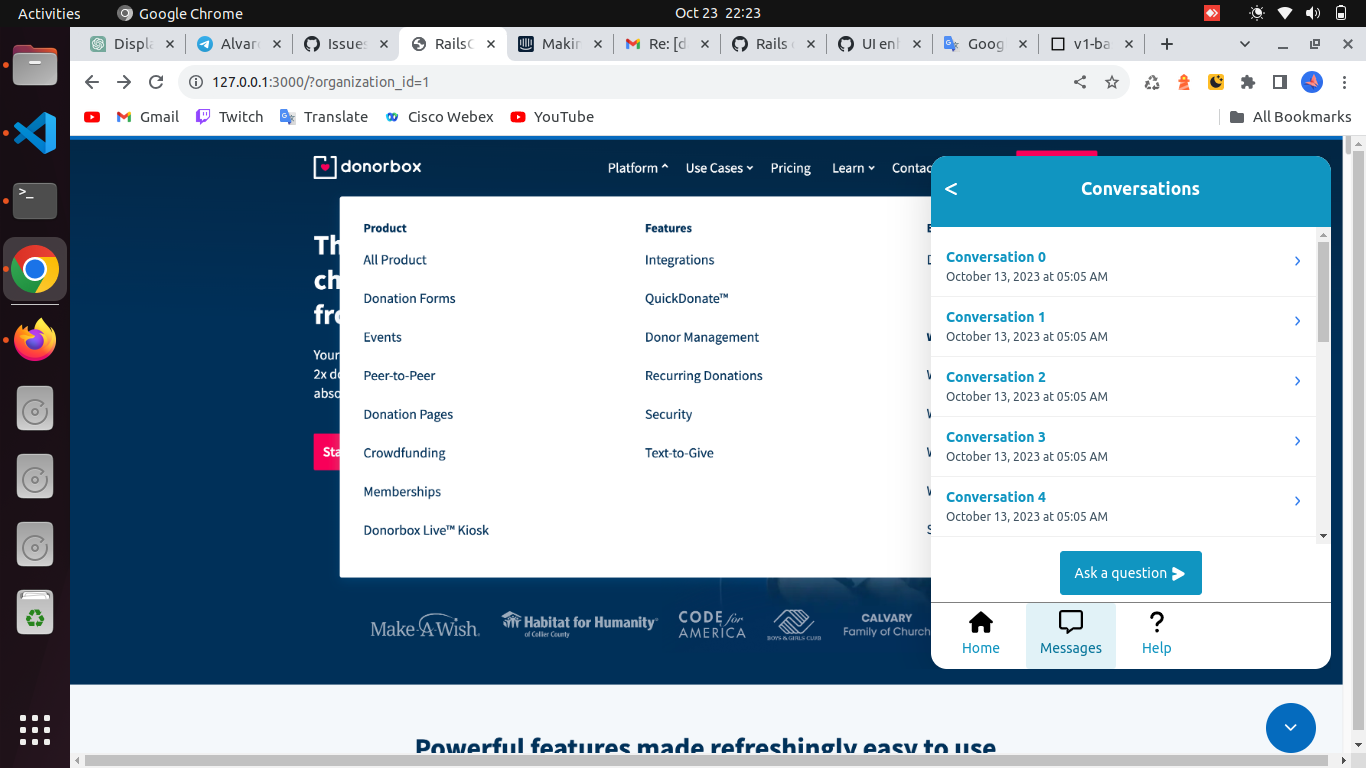 Activities
Google Chrome
Oct 23 22:23
Displa
Alvaro
Issues
RailsC
Makin
Re: [d
Rails
UI enl
Goog
v1-ba
127.0.0.1:3000/?organization_id=1
Gmail
Twitch
Translate
Cisco Webex
YouTube
All Bookmarks
donorbox
Platform
Use Cases
Pricing
Learn
Contac
Product
Features
All Product
Integrations
Donation Forms
QuickDonate™
Events
Donor Management
Peer-to-Peer
Recurring Donations
Donation Pages
Security
Crowdfunding
Text-to-Give
Memberships
Donorbox Live™ Kiosk
Th
ch
fro
Your
2x d
abso
Sta
Make-A-Wish.
Habitat for Humanity®
of Collier County
CODE for
AMERICA
BOYS & GIRLS CLUB
CALVARY
Family of Church
Powerful features made refreshingly easy to use
<
Conversations
Conversation 0
October 13, 2023 at 05:05 AM
Conversation 1
October 13, 2023 at 05:05 AM
Conversation 2
October 13, 2023 at 05:05 AM
Conversation 3
October 13, 2023 at 05:05 AM
Conversation 4
October 13, 2023 at 05:05 AM
Ask a question
Home
Messages
Help